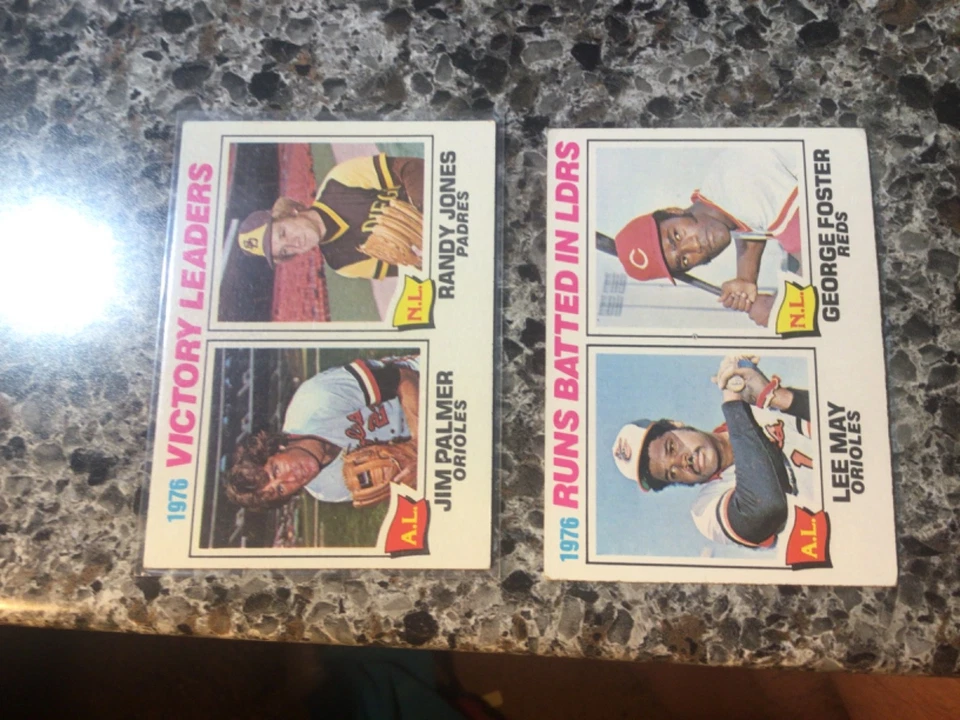 1976 VICTORY LEADERS
A.L.
N.L.
JIM PALMER
ORIOLES
RANDY JONES
PADRES
1976 RUNS BATTED IN LDRS
A.L.
N.L.
LEE MAY
ORIOLES
GEORGE FOSTER
REDS